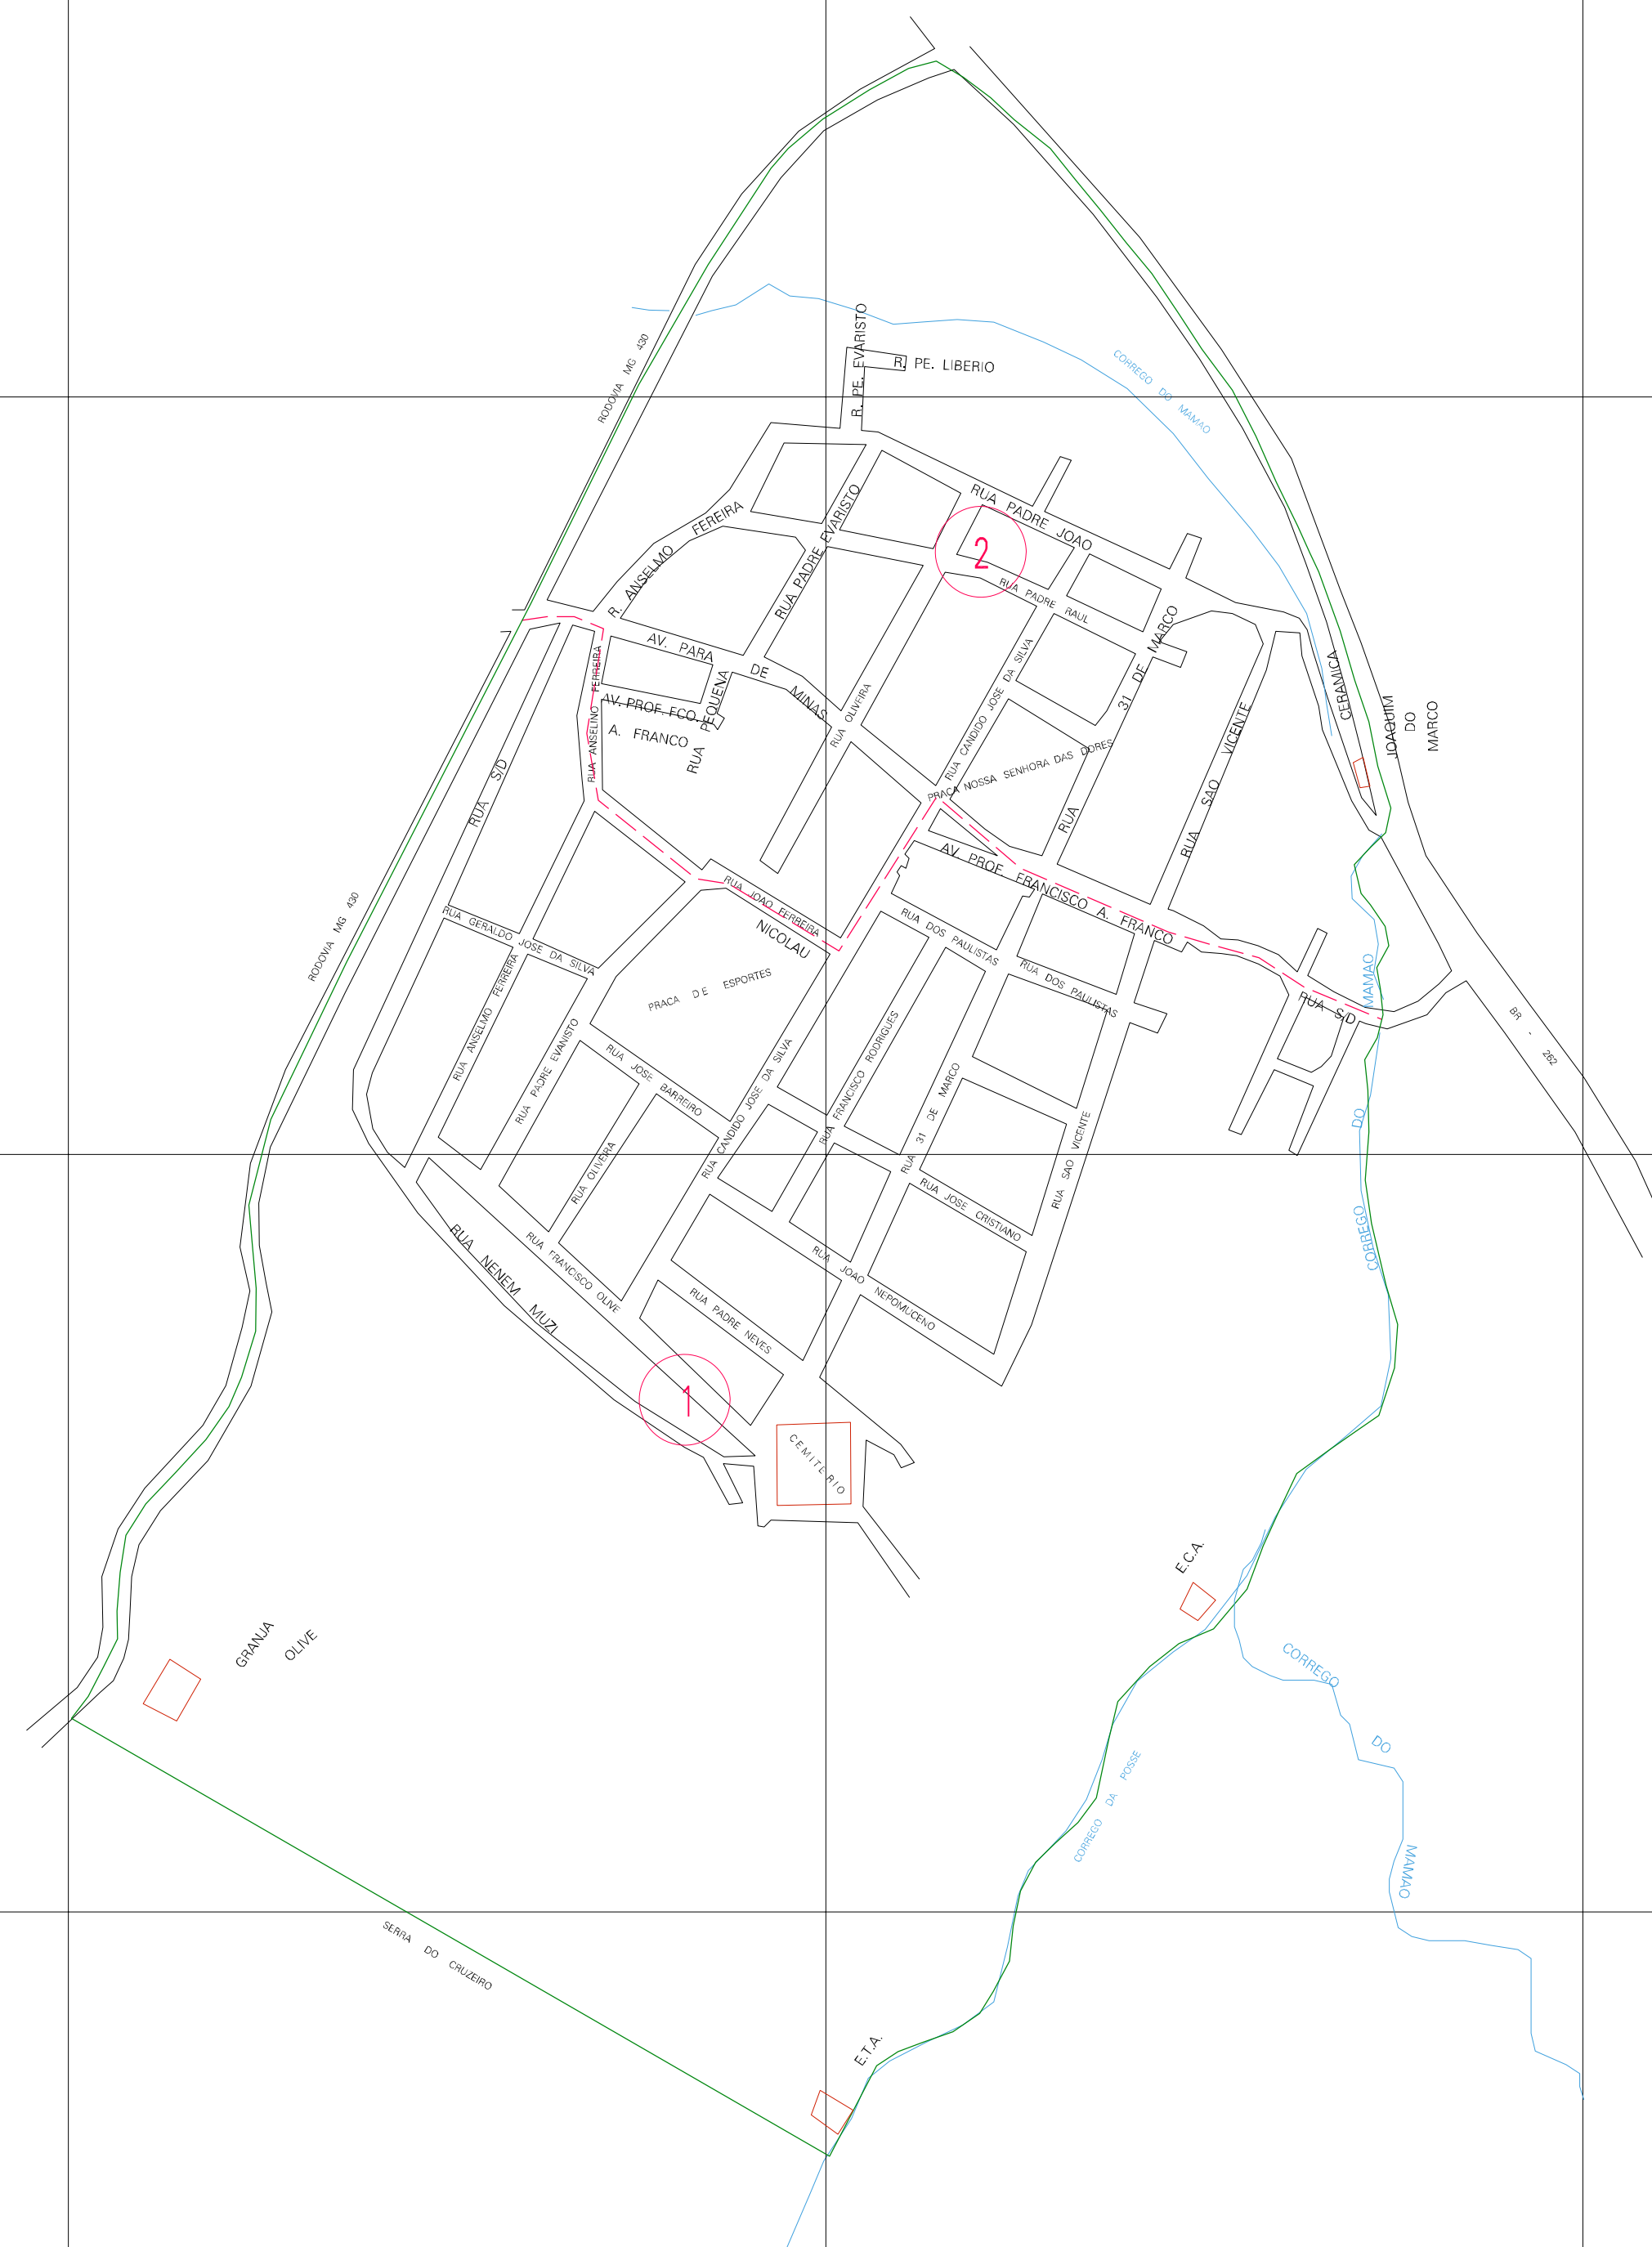 R. PE. EVARISTO
R. PE. LIBERIO
RODOVIA MG 430
CORREGO DO MAMAO
RUA PADRE JOAO
R. ANSELMO FEREIRA
RUA PADRE EVARISTO
2
RUA PADRE RAUL
AV. PARA DE MINAS
RUA ANSELINO FERREIRA
AV. PROF. FCO.
A. FRANCO
RUA PEQUENA
RUA OLIVFIRA
RUA CANDIDO JOSE DA SILVA
RUA 31 DE MARCO
PRAÇA NOSSA SENHORA DAS DORES
RUA SAO VICENTE
CERAMICA
JOAQUIM
DO
MARCO
RUA S/D
AV. PROF. FRANCISCO A. FRANCO
RUA JOAO FERREIRA
NICOLAU
RUA GERALDO JOSE DA SILVA
RODOVIA MG 430
RUA DOS PAULISTAS
RUA DOS PAULISTAS
PRACA DE ESPORTES
RUA S/D
BR - 262
CORREGO DO MAMAO
RUA ANSELMO FERREIRA
RUA PADRE EVANISTO
RUA JOSE BARREIRO
RUA CANDIDO JOSE DA SILVA
RUA FRANCISCO RODRIGUES
RUA 31 DE MARCO
RUA SAO VICENTE
RUA OLIVEIRA
RUA JOSE CRISTIANO
RUA NENEM MUZI
RUA FRANCISCO OLIVE
RUA JOAO NEPOMUCENO
RUA PADRE NEVES
1
CEMITERIO
E.C.A.
GRANJA
OLIVE
CORREGO DO MAMAO
CORREGO DA POSSE
SERRA DO CRUZEIRO
E.T.A.